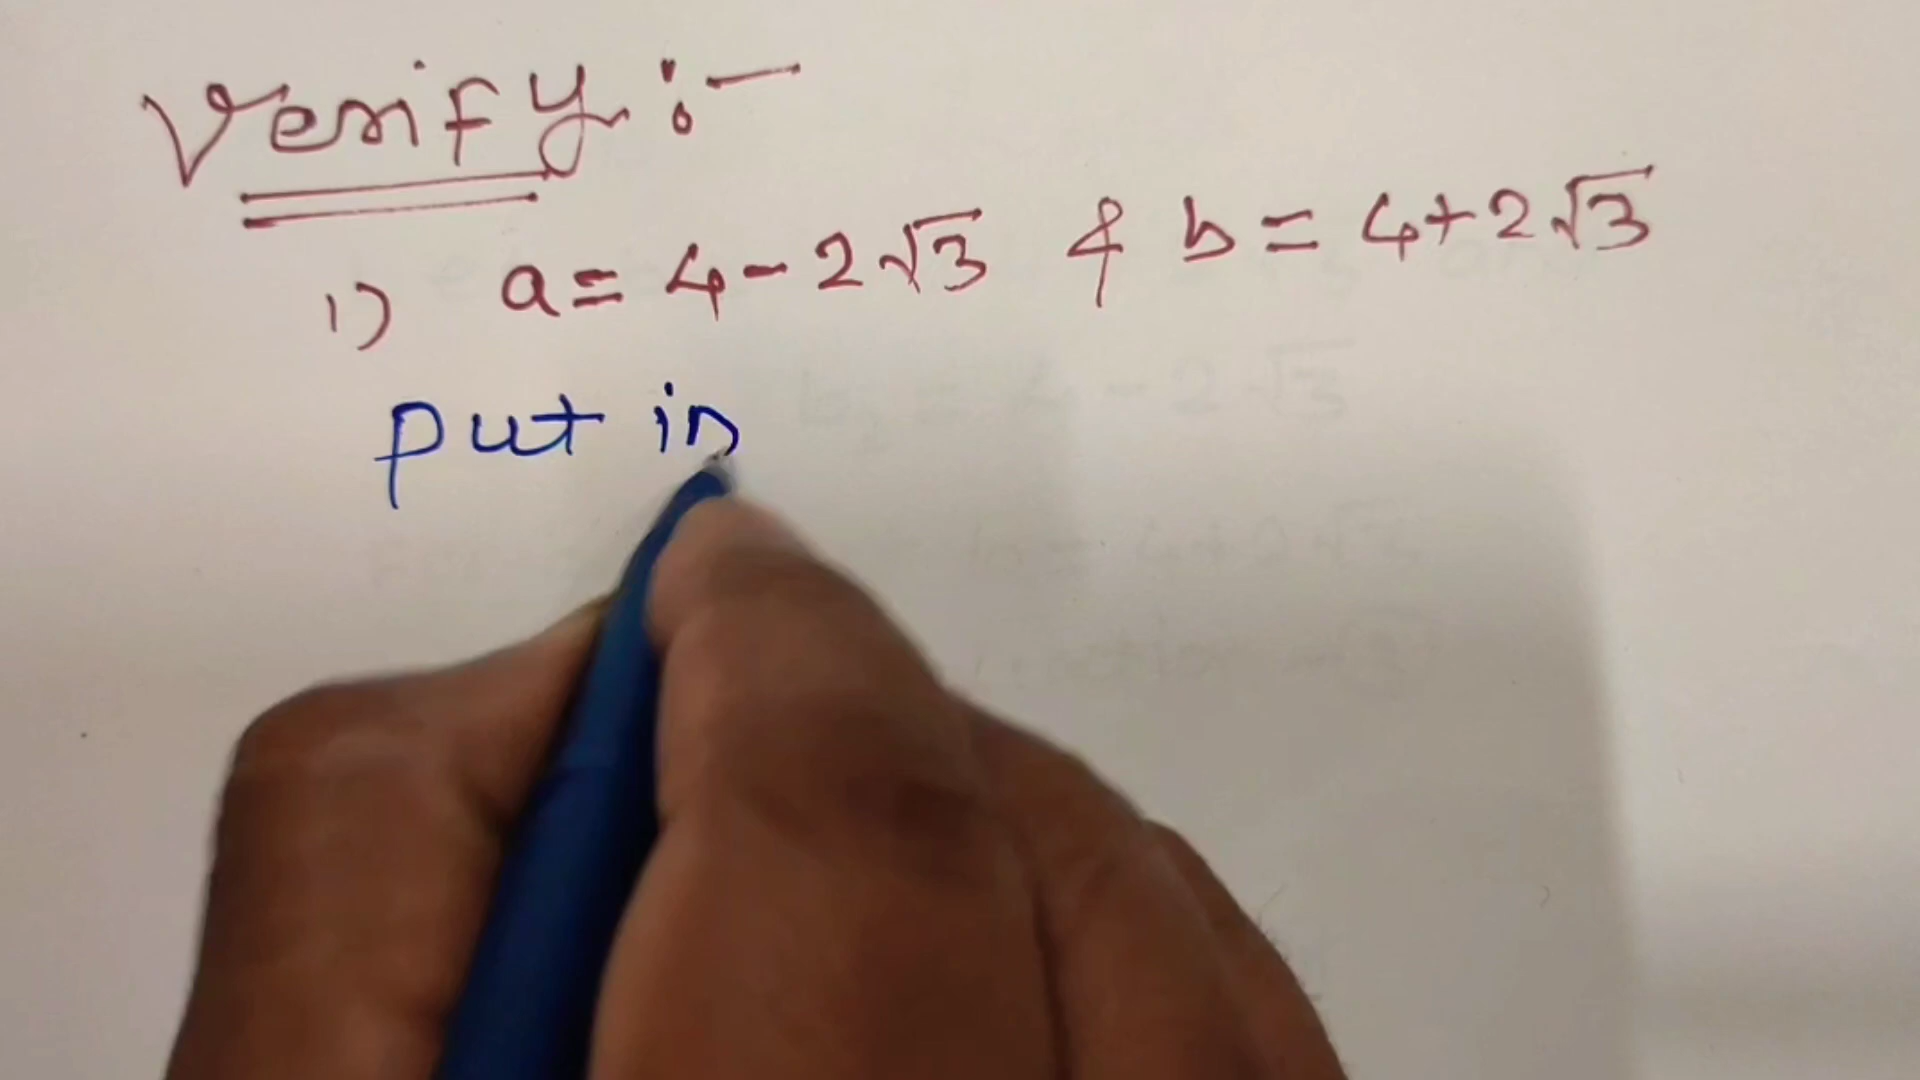 Verify :-
1) a = 4 - 2√3 & b = 4 + 2√3
put in